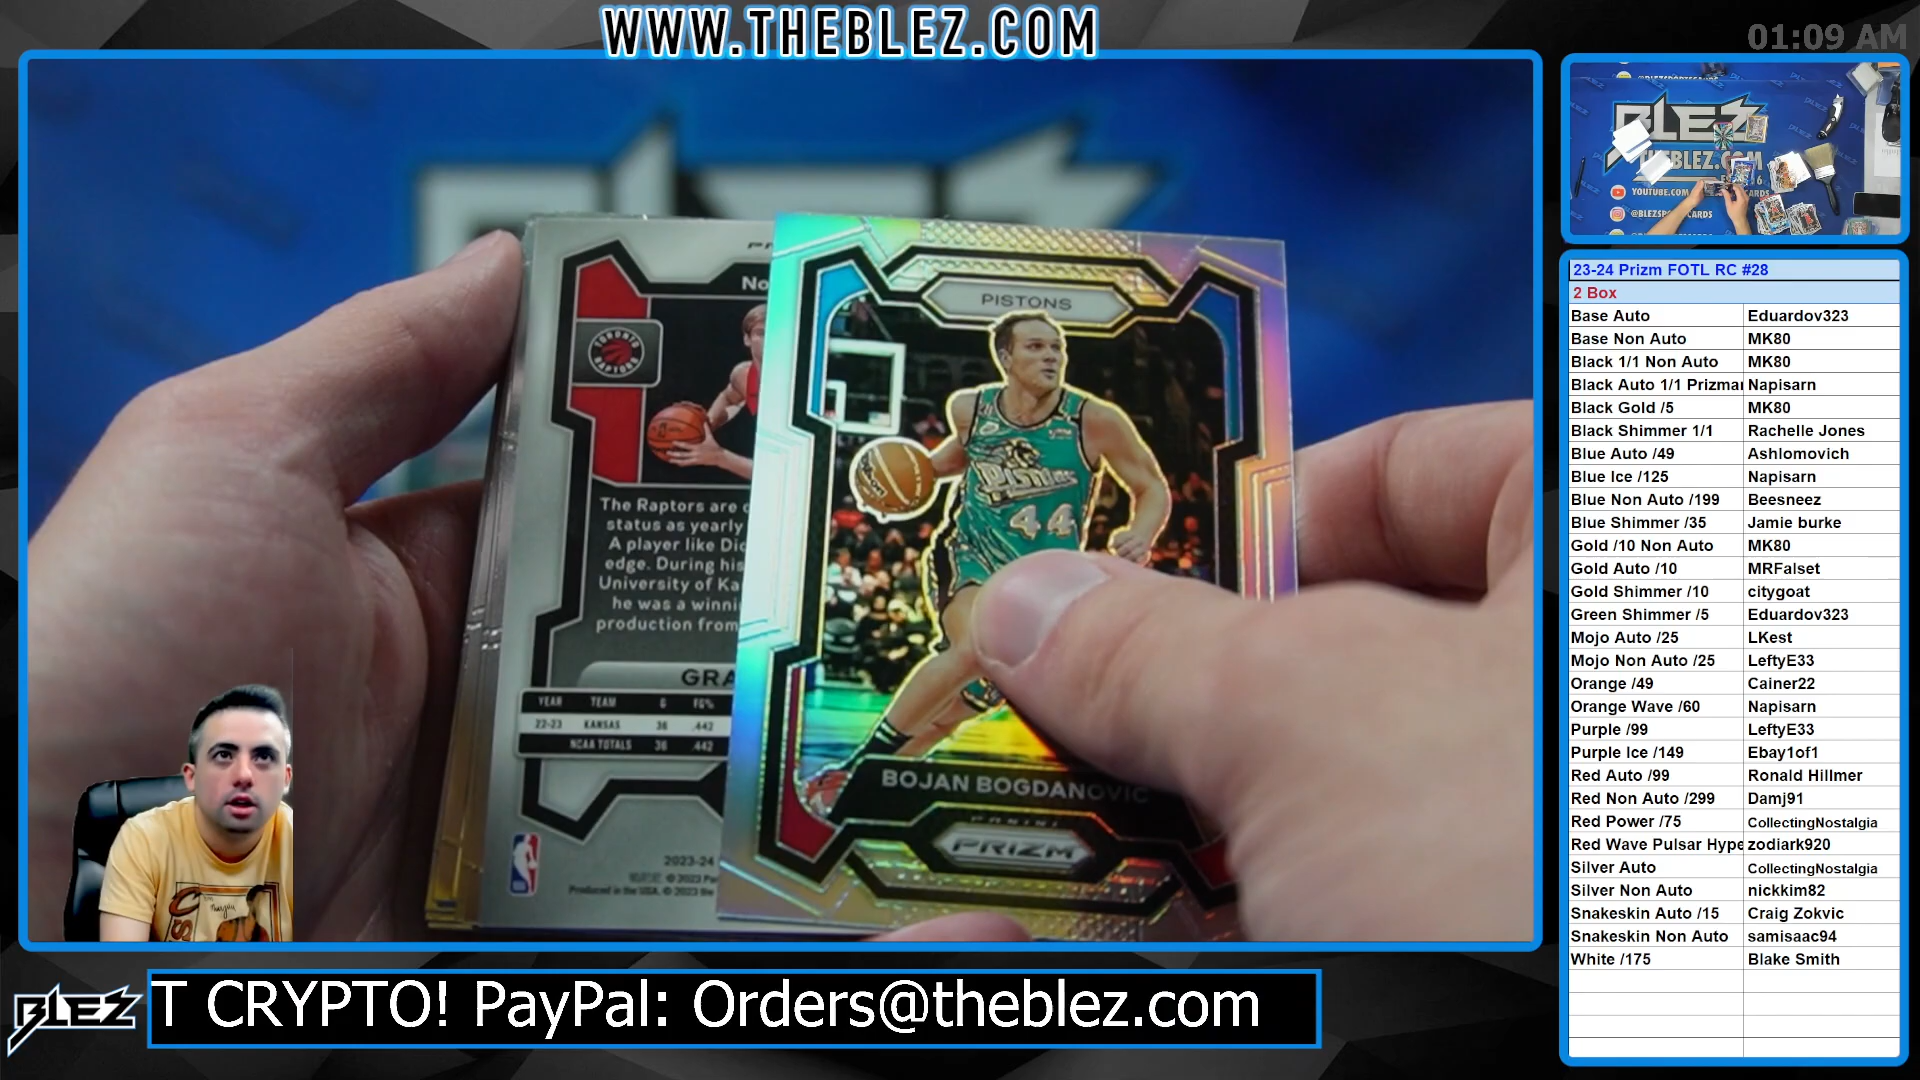 WWW.THEBLEZ.COM
01:09 AM
BLEZ
THEBLEZ.COM
@BLEZSPORTSCARDS
PISTONS
No
TORONTO
RAPTORS
PISTONS
44
The Raptors are
status as yearly
A player like
edge. During his
University of
he was a
production from
GRA
YEAR TEAM G FG%
22-23 KANSAS 36 .442
NCAA TOTALS 36 .442
BOJAN BOGDANOVIC
PANINI
PRIZM
2023-24
NBA
23-24 Prizm FOTL RC #28
2 Box
Base Auto Eduardov323
Base Non Auto MK80
Black 1/1 Non Auto MK80
Black Auto 1/1 Prizmar Napisarn
Black Gold /5 MK80
Black Shimmer 1/1 Rachelle Jones
Blue Auto /49 Ashlomovich
Blue Ice /125 Napisarn
Blue Non Auto /199 Beesneez
Blue Shimmer /35 Jamie burke
Gold /10 Non Auto MK80
Gold Auto /10 MRFalset
Gold Shimmer /10 citygoat
Green Shimmer /5 Eduardov323
Mojo Auto /25 LKest
Mojo Non Auto /25 LeftyE33
Orange /49 Cainer22
Orange Wave /60 Napisarn
Purple /99 LeftyE33
Purple Ice /149 Ebay1of1
Red Auto /99 Ronald Hillmer
Red Non Auto /299 Damj91
Red Power /75 CollectingNostalgia
Red Wave Pulsar Hype zodiark920
Silver Auto CollectingNostalgia
Silver Non Auto nickkim82
Snakeskin Auto /15 Craig Zokvic
Snakeskin Non Auto samisaac94
White /175 Blake Smith
BLEZ
T CRYPTO! PayPal: Orders@theblez.com